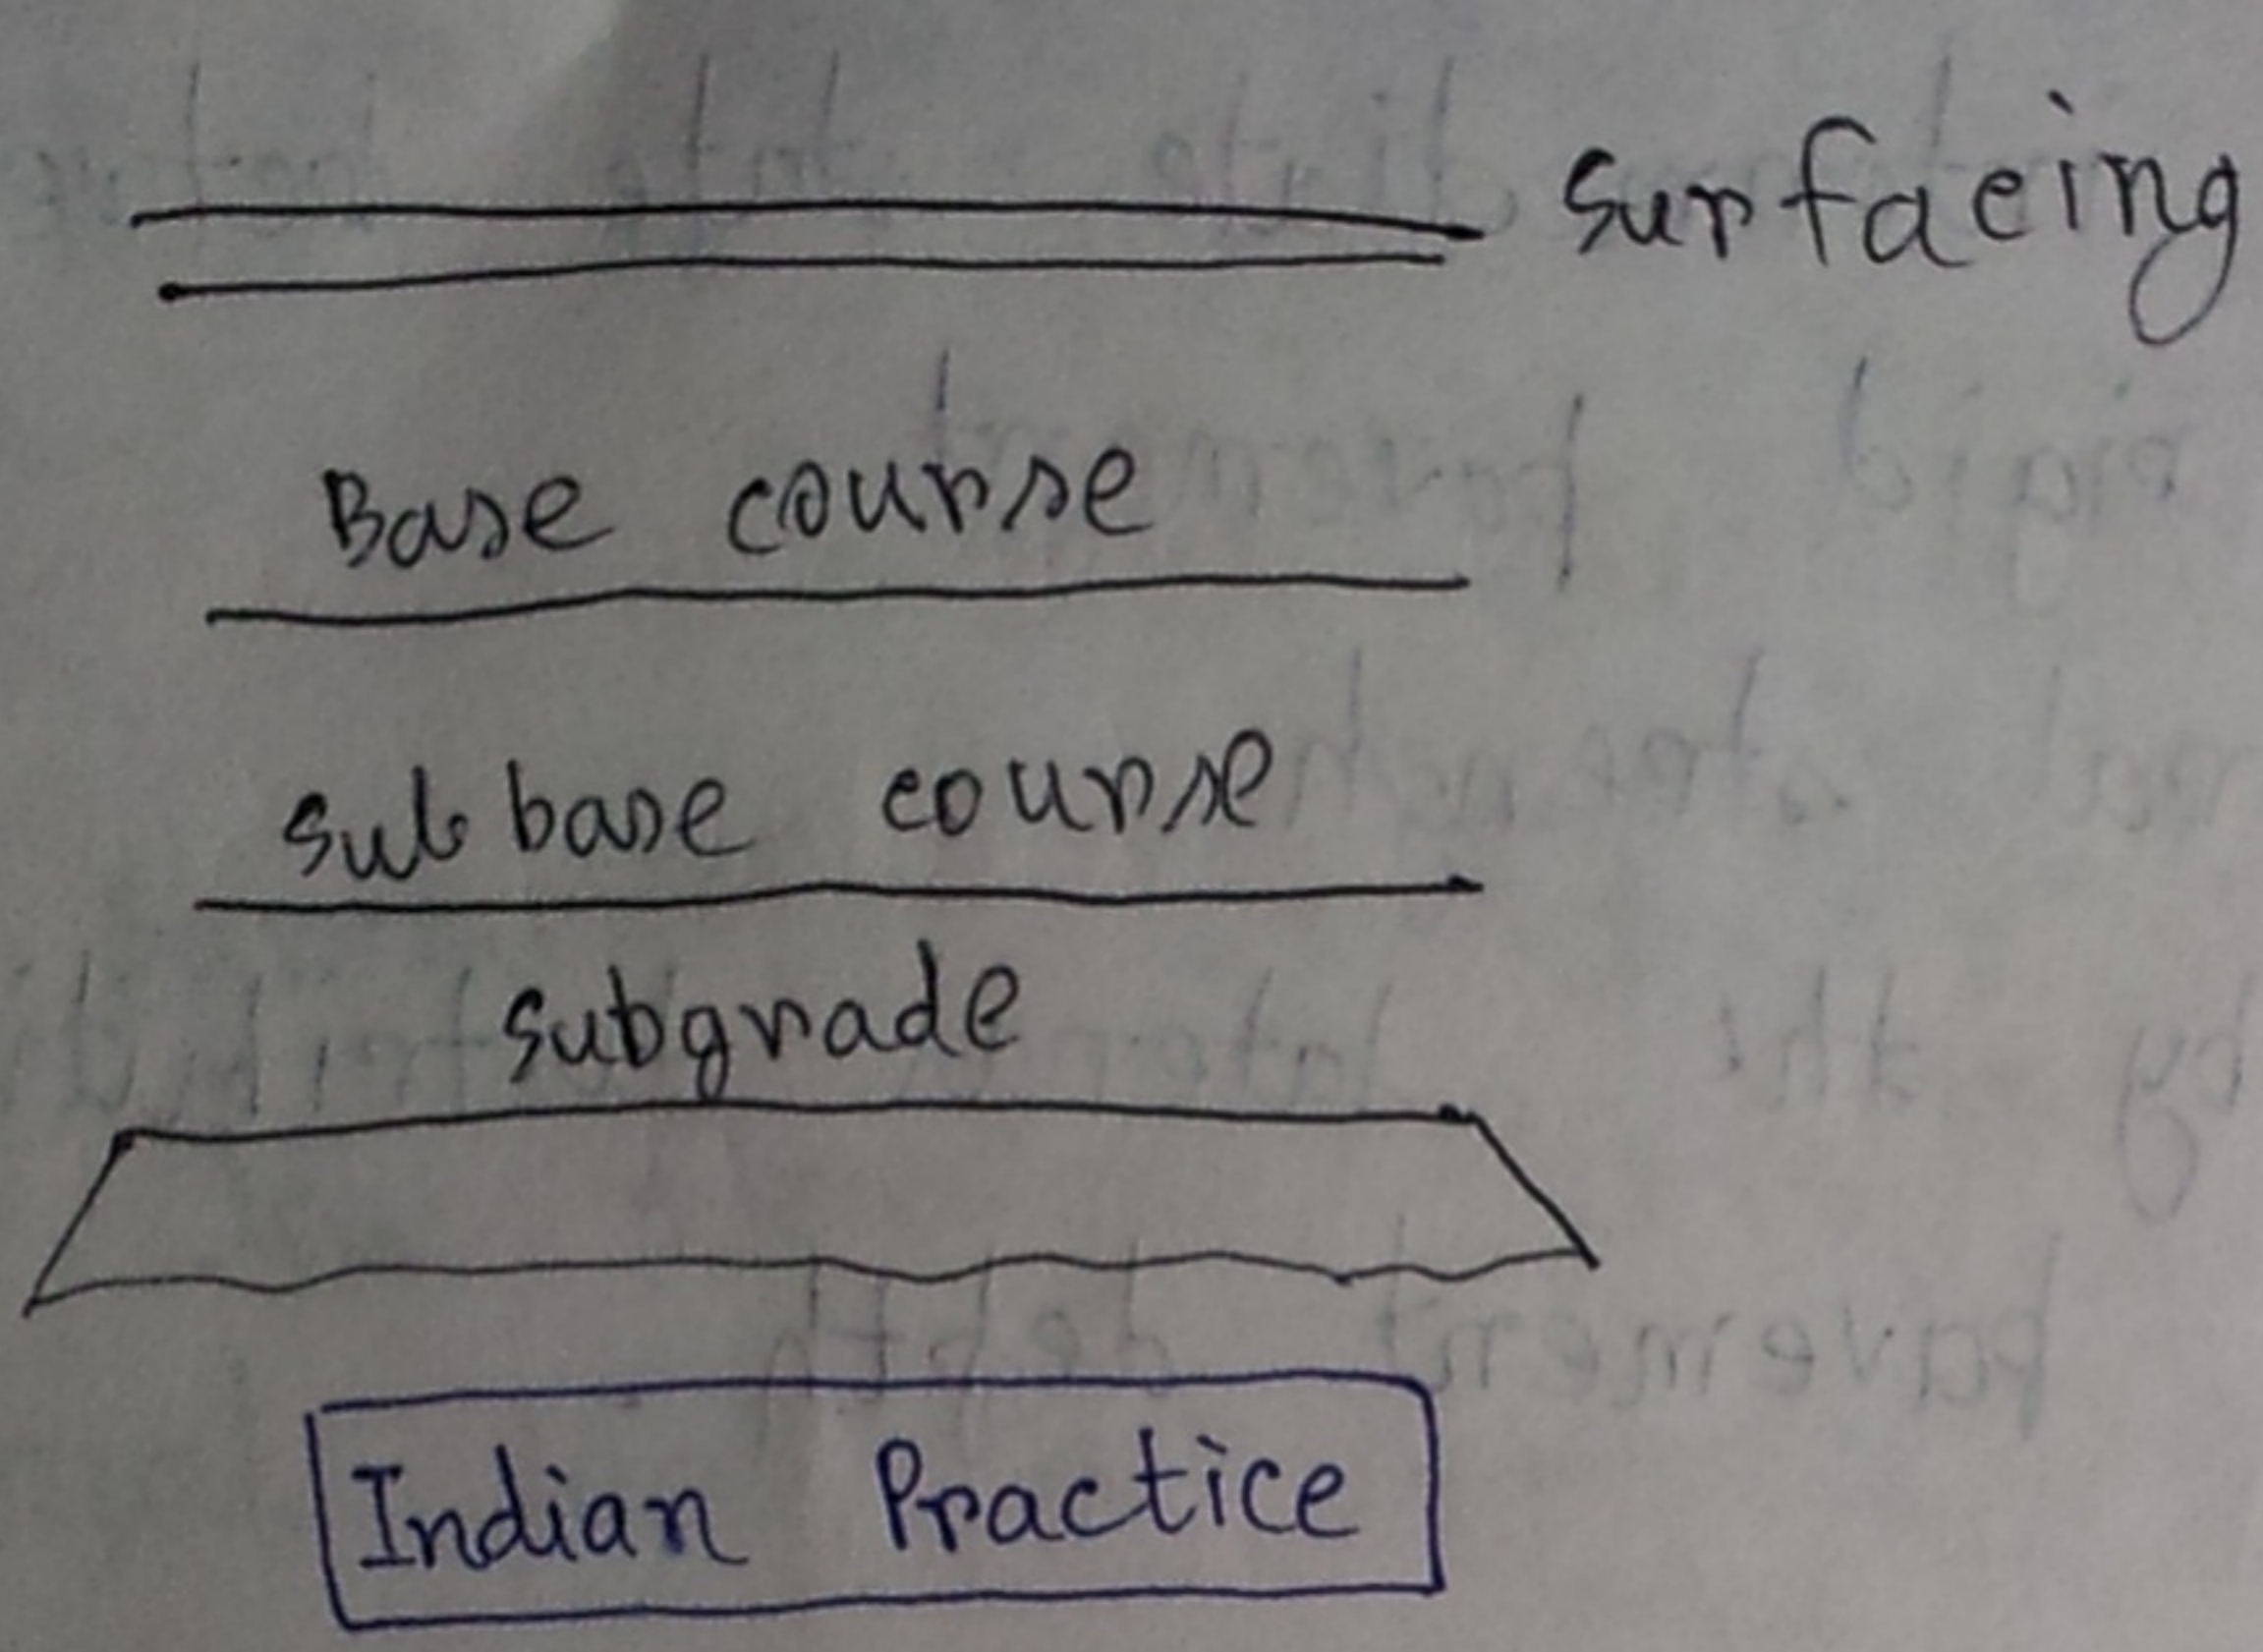 Surfacing
Base course
Subbase course
Subgrade
Indian Practice